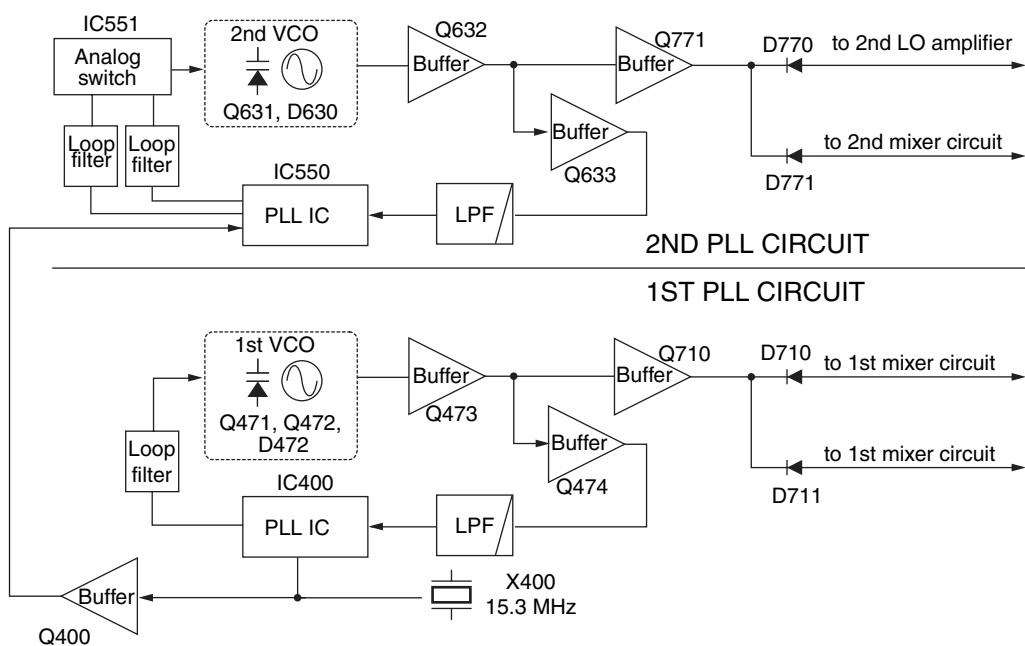 IC551
Analog
switch
Loop
filter
Loop
filter
2nd VCO
Q631, D630
Q632
Buffer
Q771
Buffer
D770
to 2nd LO amplifier
Buffer
Q633
to 2nd mixer circuit
D771
IC550
PLL IC
LPF
2ND PLL CIRCUIT
1ST PLL CIRCUIT
1st VCO
Q471, Q472,
D472
Buffer
Q473
Q710
Buffer
D710
to 1st mixer circuit
Loop
filter
Buffer
Q474
to 1st mixer circuit
D711
IC400
PLL IC
LPF
Buffer
Q400
X400
15.3 MHz